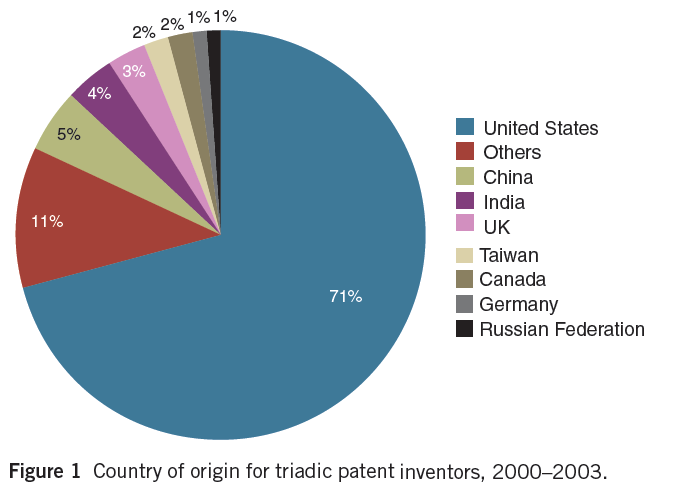 2% 2% 1% 1%
3%
4%
5%
11%
71%
United States
Others
China
India
UK
Taiwan
Canada
Germany
Russian Federation
Figure 1 Country of origin for triadic patent inventors, 2000–2003.